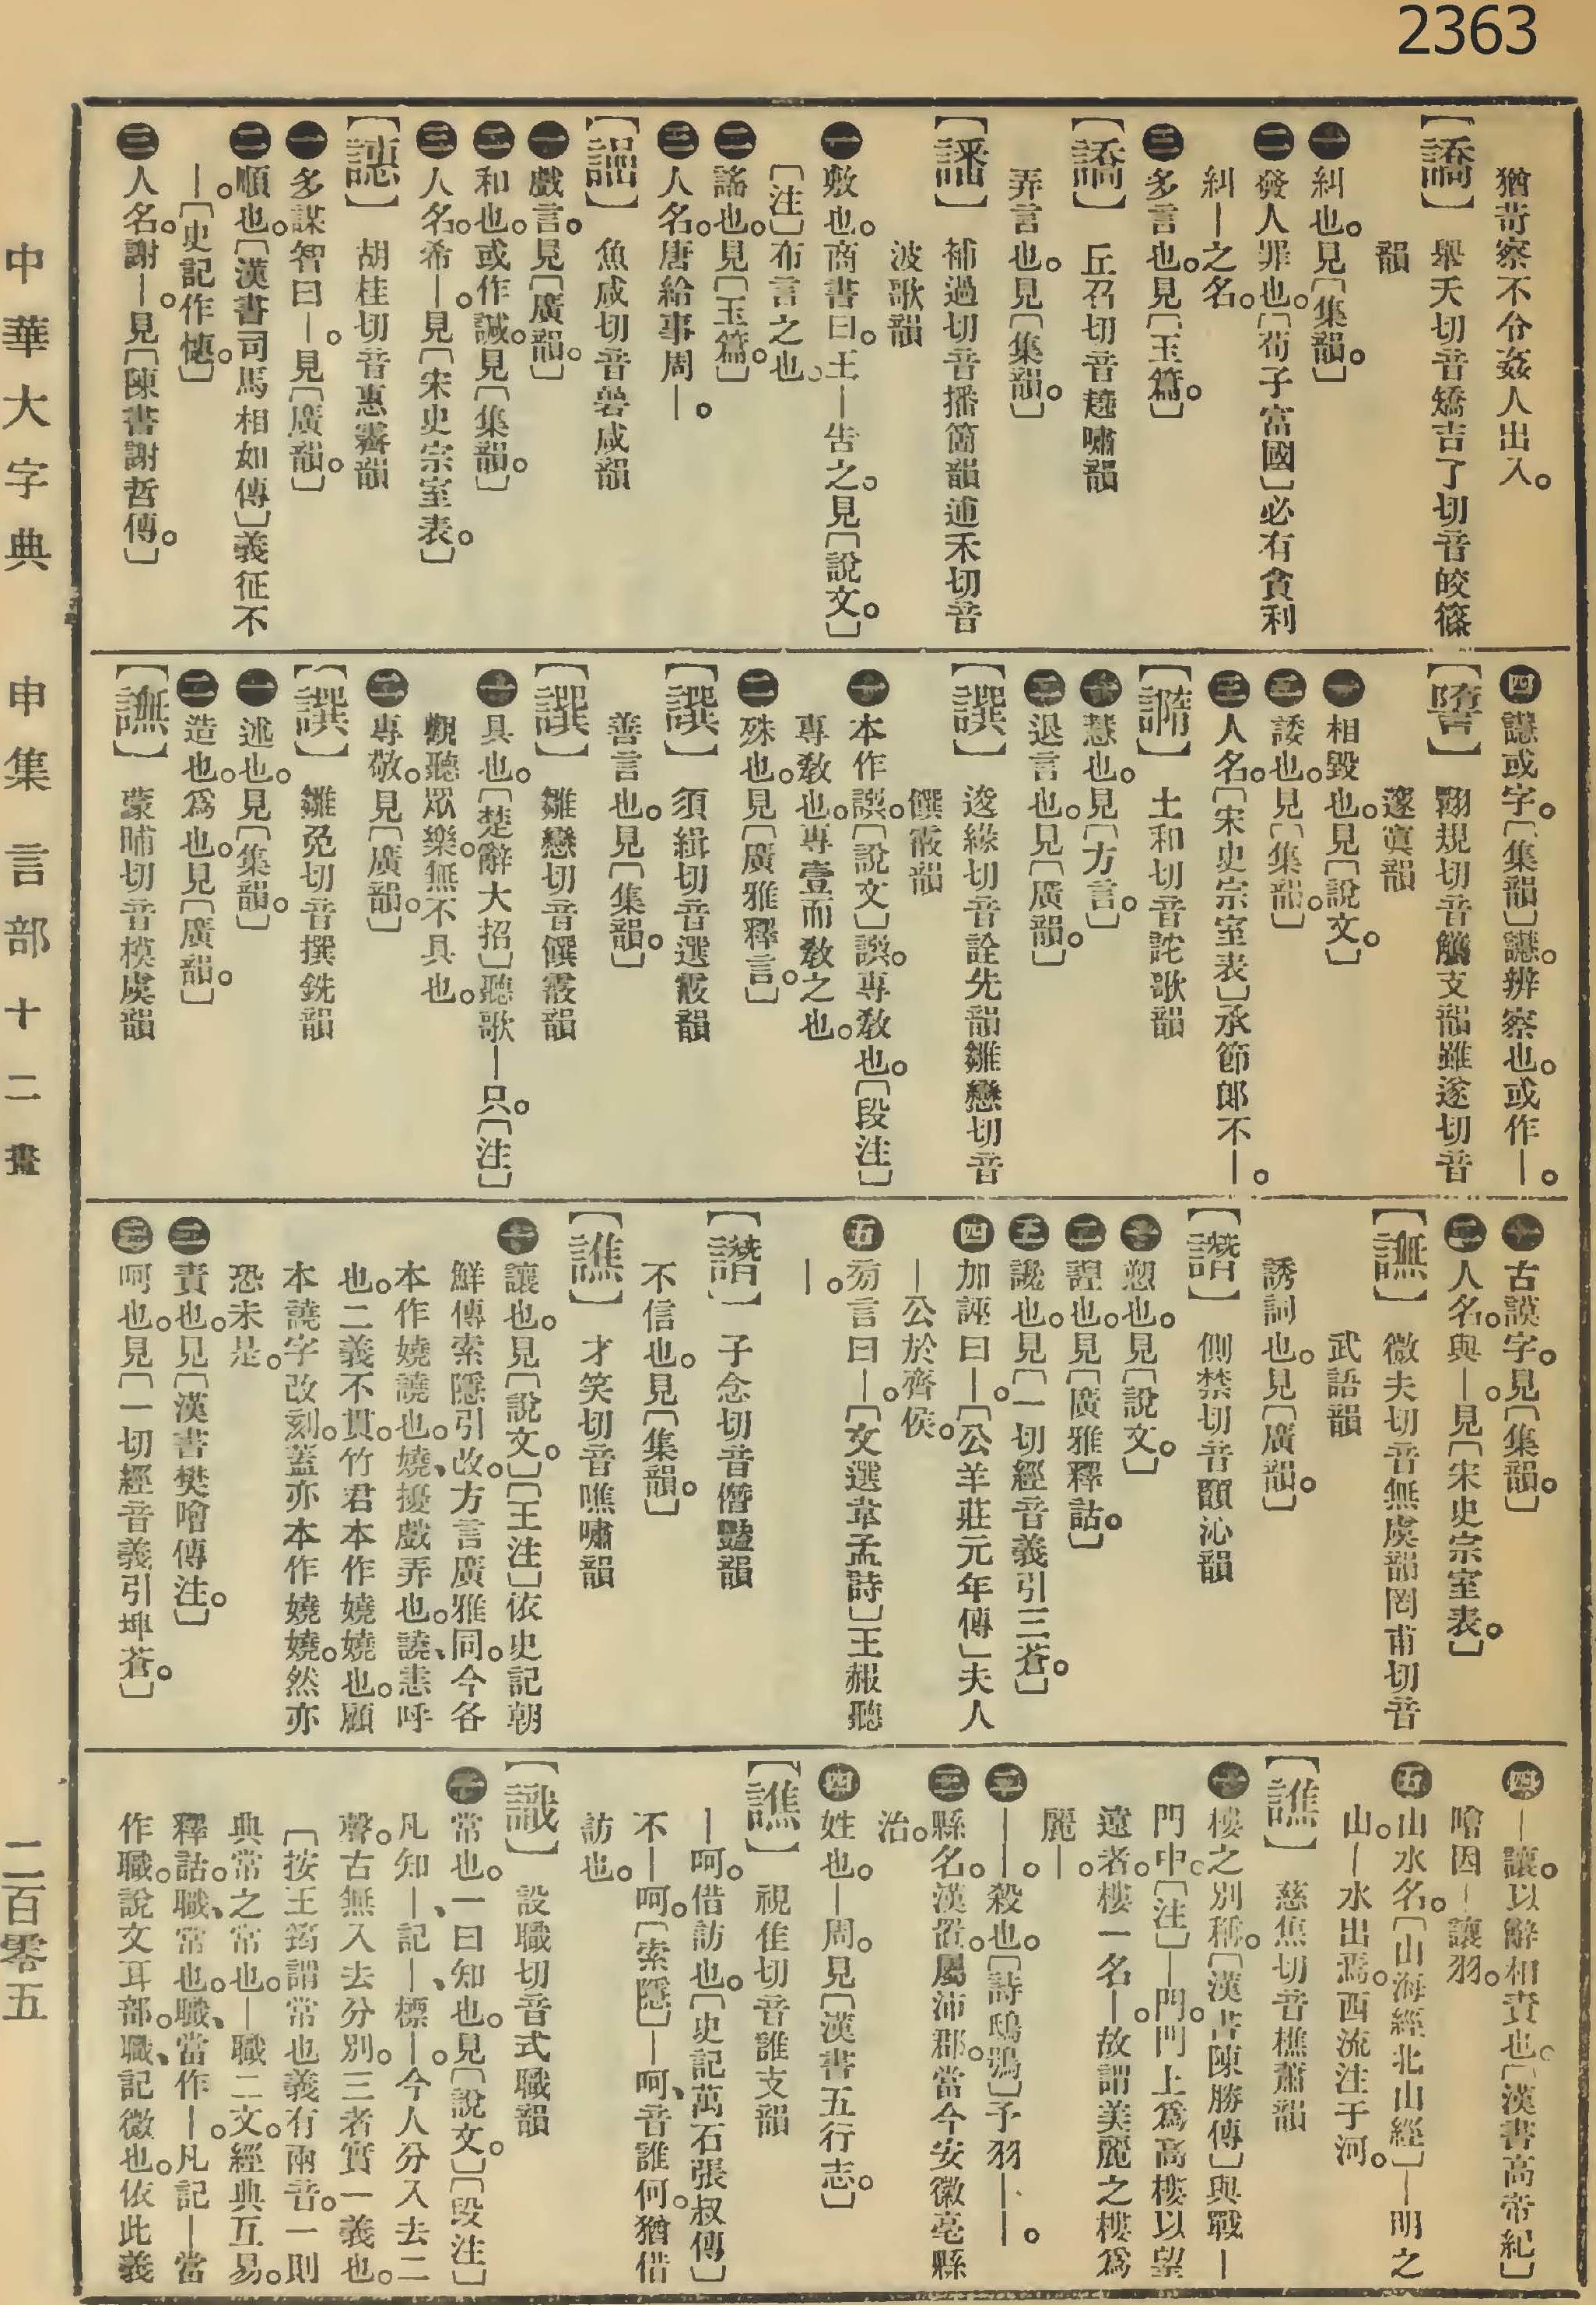 2363
猶苛察不令姦人出入。
【譑】 舉夭切音矯吉了切音皎篠
韻
㊀糾也。見〔集韻。〕
㊁發人罪也。〔荀子富國〕必有貪利
糾—之名。
㊂多言也。見〔玉篇。〕
【譑】 丘召切音趬嘯韻
弄言也。見〔集韻。〕
【譒】 補過切音播箇韻逋禾切音
波歌韻
㊀敷也。商書曰。王—告之。見〔說文。〕
〔注〕布言之也。
㊁謠也。見〔玉篇。〕
㊂人名。唐給事周—。
【䜗】 魚咸切音嵒咸韻
㊀戲言。見〔廣韻。〕
㊁和也。或作諴。見〔集韻。〕
㊂人名。希—。見〔宋史宗室表。〕
【譓】 胡桂切音惠霽韻
㊀多謀智曰—。見〔廣韻。〕
㊁順也。〔漢書司馬相如傳〕義征不
—。〔史記作憓。〕
㊂人名。謝—。見〔陳書謝哲傳。〕
㊃譓或字。〔集韻〕譓。辨察也。或作—。
【䜐】 翾規切音觿支韻雖遂切音
邃寘韻
㊀相毀也。見〔說文。〕
㊁諉也。見〔集韻。〕
㊂人名。〔宋史宗室表〕承節郎不—。
【䜏】 土和切音詑歌韻
㊀慧也。見〔方言。〕
㊁退言也。見〔廣韻。〕
【譔】 逡緣切音詮先韻雛戀切音
饌霰韻
㊀本作譔。〔說文〕譔。專敎也。〔段注〕
專敎也。專壹而敎之也。
㊁殊也。見〔廣雅釋言。〕
【譔】 須緝切音選霰韻
善言也。見〔集韻。〕
【譔】 雛戀切音饌霰韻
㊀具也。〔楚辭大招〕聽歌—只。〔注〕
觀聽眾樂。無不具也。
㊁專敬。見〔廣韻。〕
【譔】 雛免切音撰銑韻
㊀述也。見〔集韻。〕
㊁造也。爲也。見〔廣韻。〕
【譕】 蒙晡切音模虞韻
㊀古謨字。見〔集韻。〕
㊁人名。與—。見〔宋史宗室表。〕
【譕】 微夫切音無虞韻罔甫切音
武語韻
誘詞也。見〔廣韻。〕
【譖】 側禁切音顉沁韻
㊀愬也。見〔說文。〕
㊁諻也。見〔廣雅釋詁。〕
㊂讒也。見〔一切經音義引三蒼。〕
㊃加誣曰—。〔公羊莊元年傳〕夫人
—公於齊侯。
㊄旁言曰—。〔文選韋孟詩〕王赧聽
—。
【譖】 子念切音僭豔韻
不信也。見〔集韻。〕
【譙】 才笑切音噍嘯韻
㊀讓也。見〔說文。〕〔王注〕依史記朝
鮮傳索隱引改。方言廣雅同。今各
本作嬈譊也。嬈、擾戲弄也。譊、恚呼
也。二義不貫。竹君本作嬈嬈也。顧
本譊字改刻。蓋亦本作嬈嬈。然亦
恐未是。
㊁責也。見〔漢書樊噲傳注。〕
㊂呵也。見〔一切經音義引埤蒼。〕
㊃—讓。以辭相責也。〔漢書高帝紀〕
噲因—讓羽。
㊄山水名。〔山海經北山經〕—明之
山。—水出焉。西流注于河。
【譙】 慈焦切音樵蕭韻
㊀樓之別稱。〔漢書陳勝傳〕與戰—
門中。〔注〕—門。門上爲高樓以望
遠者。樓一名—。故謂美麗之樓爲
麗—。
㊁——。殺也。〔詩鴟鴞〕予羽——。
㊂縣名。漢置。屬沛郡。當今安徽亳縣
治。
㊃姓也。—周。見〔漢書五行志。〕
【譙】 視隹切音誰支韻
—呵。借訪也。〔史記萬石張叔傳〕
不—呵。〔索隱〕—呵、音誰何。猶借
訪也。
【識】 設職切音式職韻
㊀常也。一曰知也。見〔說文。〕〔段注〕
凡知—、記—、標—。今人分入去二
聲。古無入去分別。三者實一義也。
〔按王筠謂常也義有兩音。一則
典常之常也。—職二文。經典互易。
釋詁。職、常也。職、當作—。凡記—當
作職。說文耳部。職、記微也。依此義
中華大字典 申集 言部 十二畫 二百零五